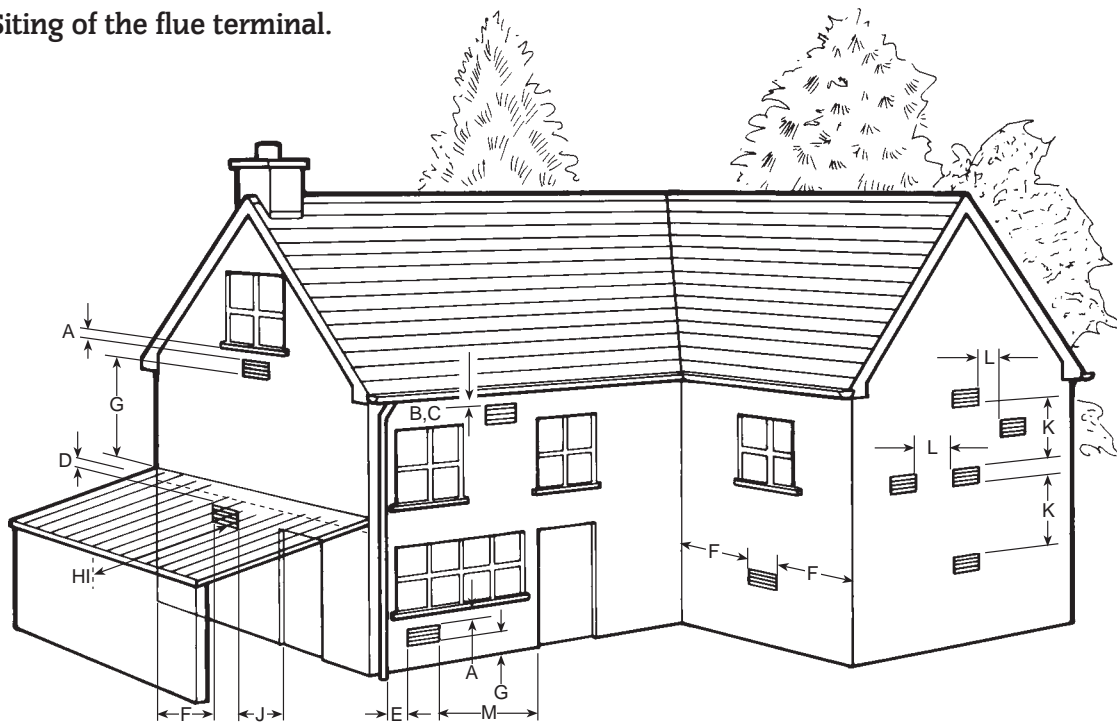 Siting of the flue terminal.
A
G
D
B,C
HI
F
J
E
A
G
M
F
F
L
K
L
K